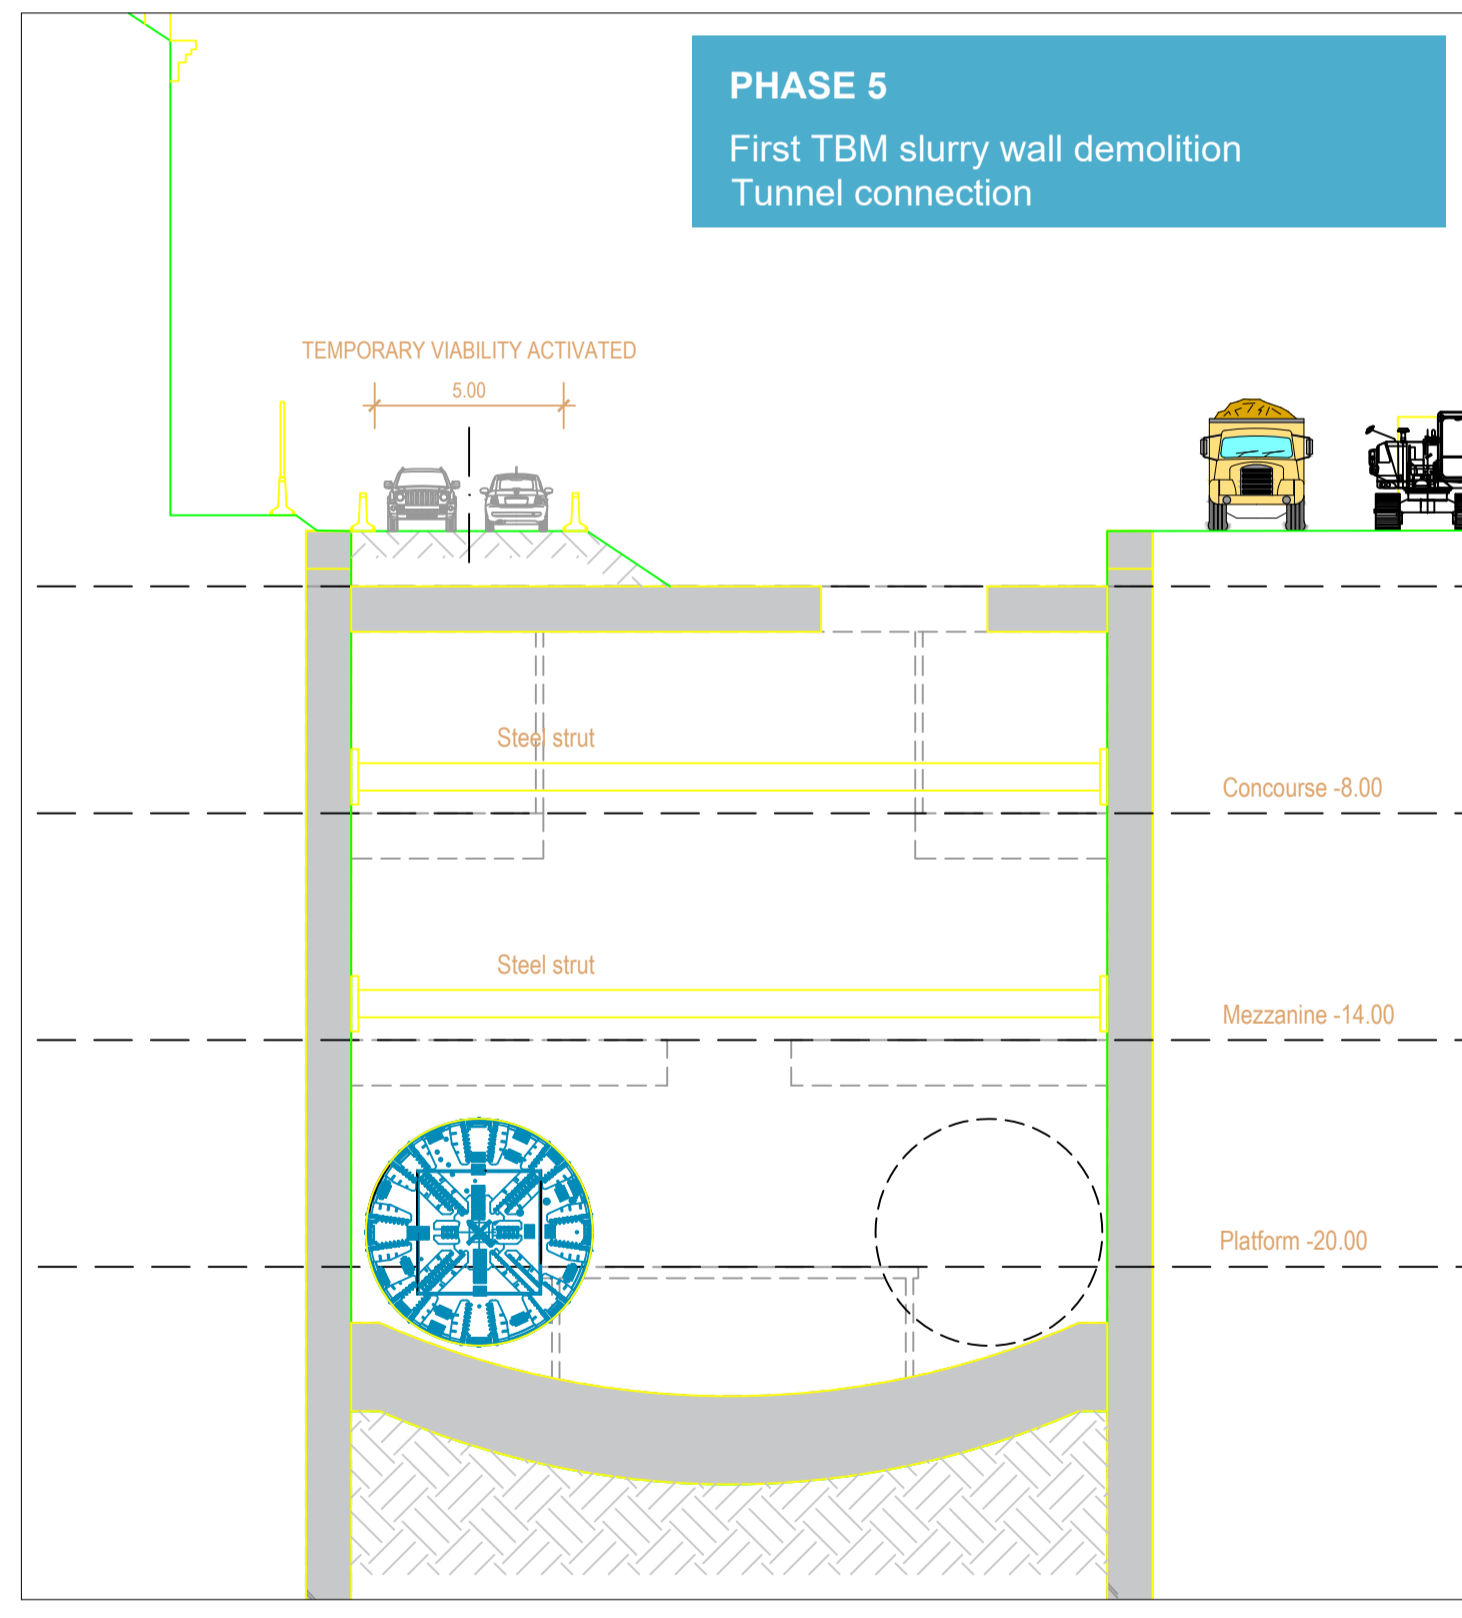 PHASE 5
First TBM slurry wall demolition
Tunnel connection
TEMPORARY VIABILITY ACTIVATED
5.00
Steel strut
Concourse -8.00
Steel strut
Mezzanine -14.00
Platform -20.00